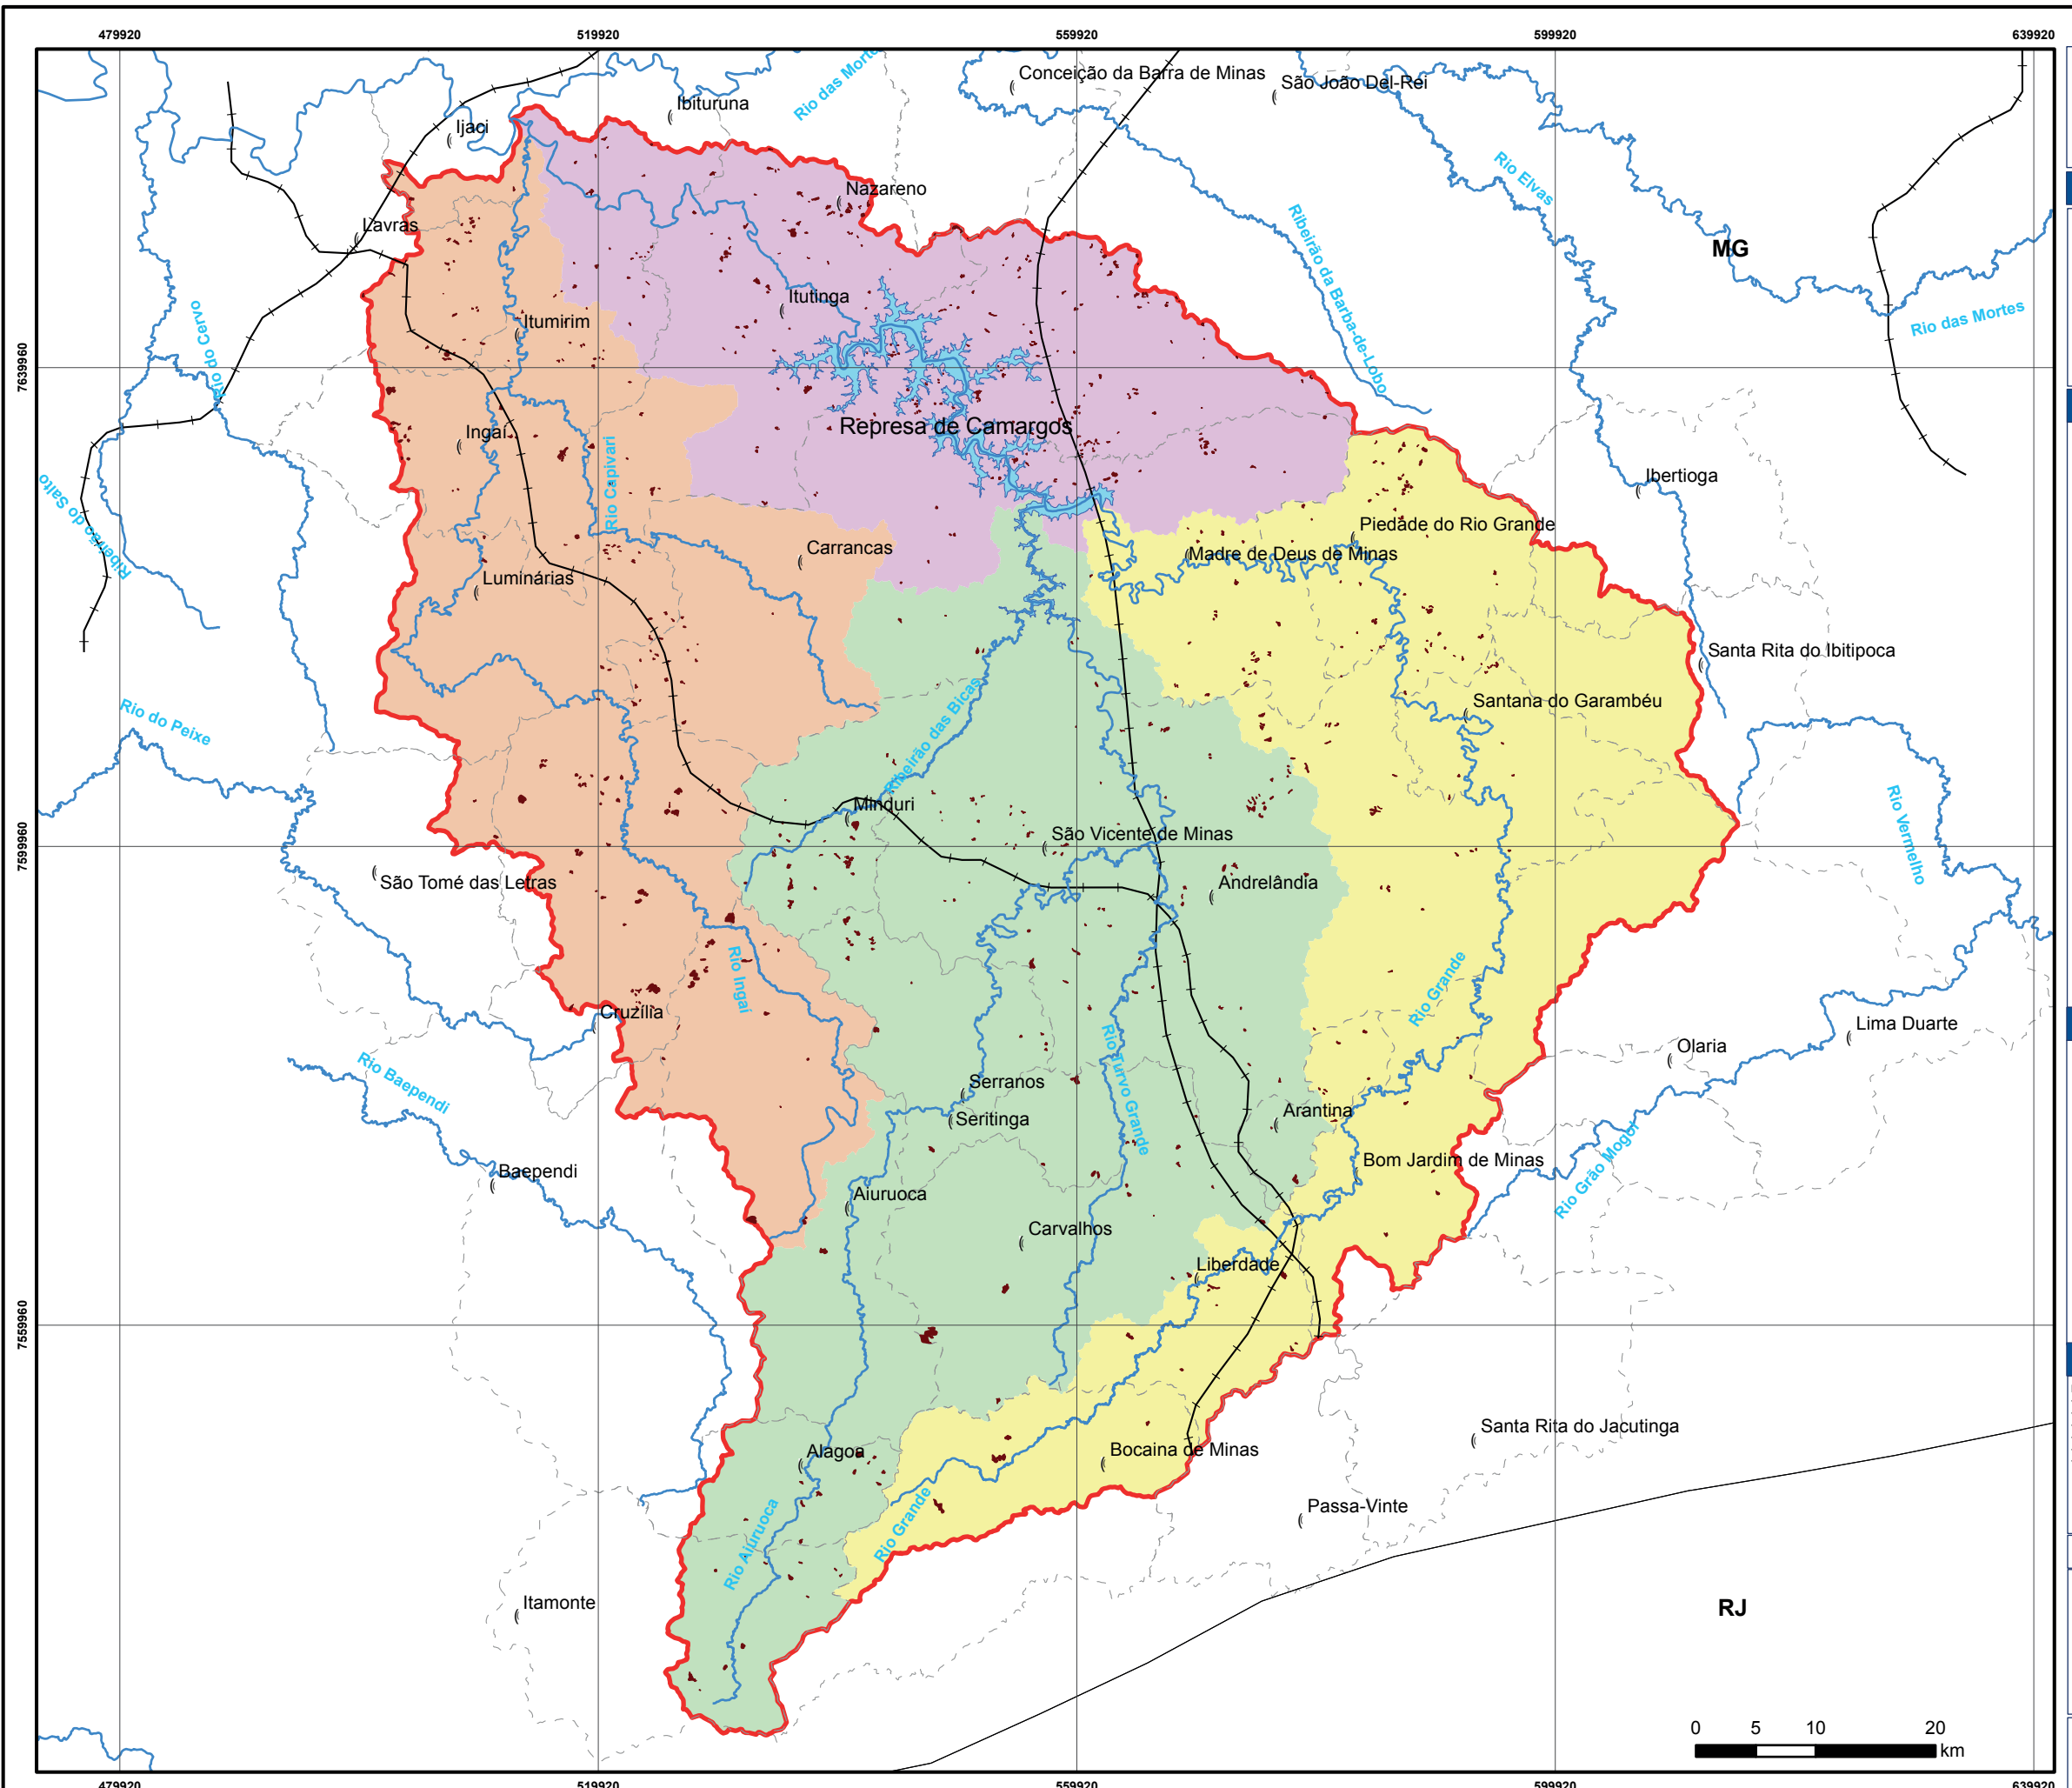 479920 519920 559920 599920 639920
Conceição da Barra de Minas
São João Del-Rei
Rio das Morte
Ibituruna
Ijaci
Rio Elvas
Nazareno
Lavras
Ribeirão da Barba-de-Lobo
MG
Itutinga
Itumirim
Rio do Cervo
Rio das Mortes
7639960
Represa de Camargos
Ingaí
Rio Capivari
Ibertioga
Ribeirão do Salto
Piedade do Rio Grande
Carrancas
Madre de Deus de Minas
Luminárias
Santa Rita do Ibitipoca
Santana do Garambéu
Rio do Peixe
Ribeirão das Bicas
Minduri
São Vicente de Minas
Rio Vermelho
7599960
São Tomé das Letras
Andrelândia
Rio Ingaí
Rio Grande
Cruzília
Lima Duarte
Olaria
Rio Baependi
Rio Turvo Grande
Serranos
Seritinga
Arantina
Rio Grão Mogol
Baependi
Bom Jardim de Minas
Aiuruoca
Carvalhos
Liberdade
7559960
Santa Rita do Jacutinga
Alagoa
Bocaina de Minas
Passa-Vinte
Rio Grande
Rio Aiuruoca
Itamonte
RJ
0 5 10 20
km
479920 519920 559920 599920 639920